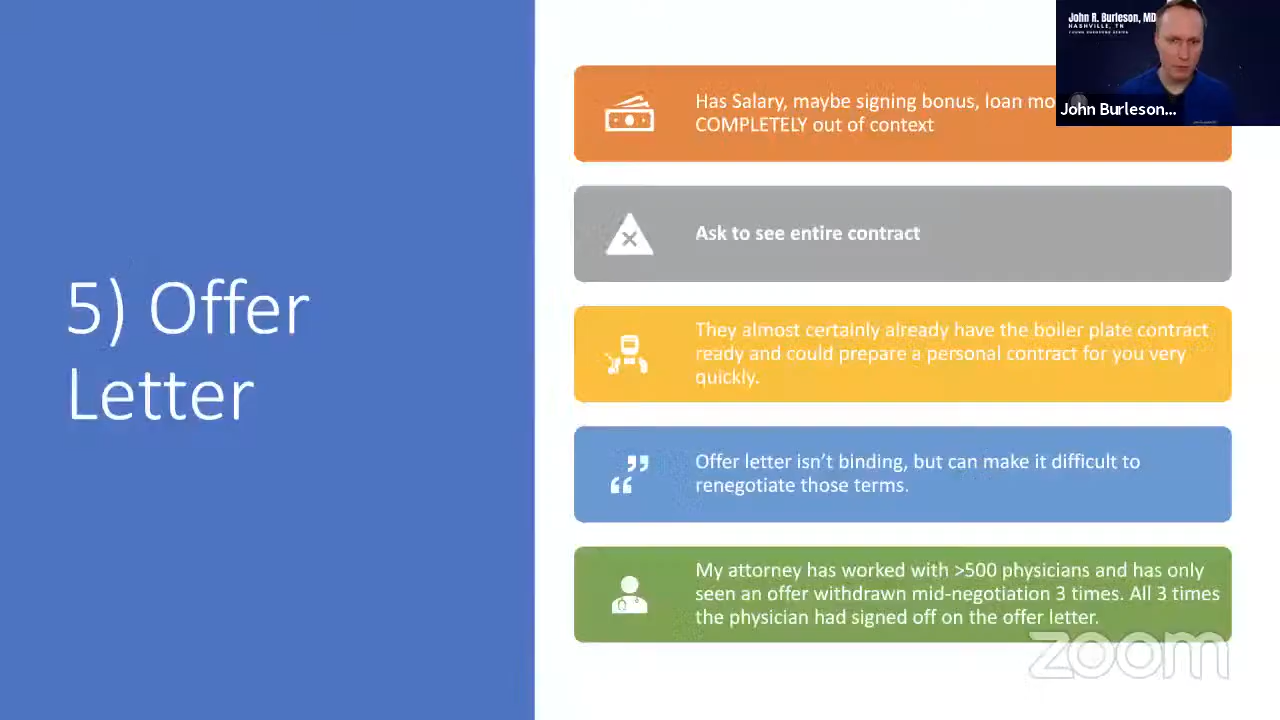 5) Offer
Letter
Has Salary, maybe signing bonus, loan
COMPLETELY out of context
Ask to see entire contract
They almost certainly already have the boiler plate contract
ready and could prepare a personal contract for you very
quickly.
Offer letter isn’t binding, but can make it difficult to
renegotiate those terms.
My attorney has worked with >500 physicians and has only
seen an offer withdrawn mid-negotiation 3 times. All 3 times
the physician had signed off on the offer letter.
John R. Burleson, MD
NASHVILLE, TN
John Burleson...
zoom